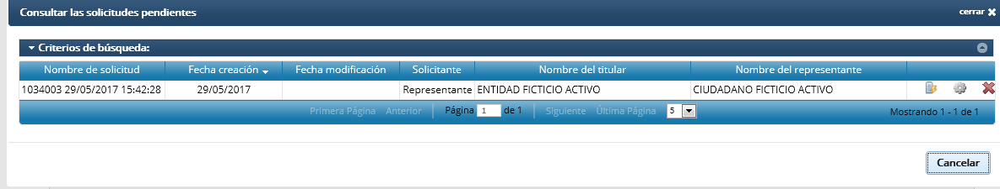 Consultar las solicitudes pendientes cerrar
Criterios de búsqueda:
Nombre de solicitud Fecha creación Fecha modificación Solicitante Nombre del titular Nombre del representante
1034003 29/05/2017 15:42:28 29/05/2017 Representante ENTIDAD FICTICIO ACTIVO CIUDADANO FICTICIO ACTIVO
Primera Página Anterior Página 1 de 1 Siguiente Última Página 5 Mostrando 1 - 1 de 1
Cancelar